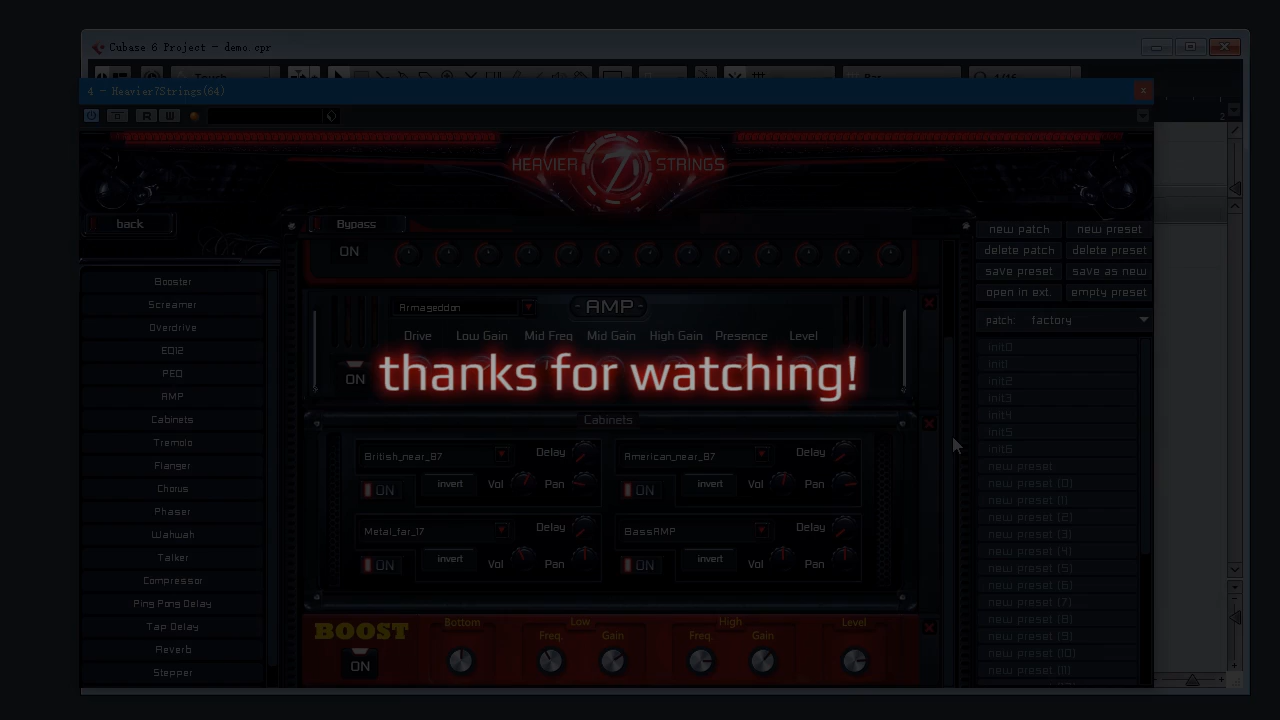 Cubase 6 Project - demo.cpr
Touch
Bar
1/16
4 - Heavier7Strings(64)
R W
2
HEAVIER 7 STRINGS
back
Bypass
new patch
new preset
ON
delete patch
delete preset
save preset
save as new
open in ext.
empty preset
patch: factory
Booster
Screamer
Overdrive
EQ12
PEQ
AMP
Cabinets
Tremolo
Flanger
Chorus
Phaser
Wahwah
Talker
Compressor
Ping Pong Delay
Tap Delay
Reverb
Stepper
Armageddon
- AMP -
Drive Low Gain Mid Freq Mid Gain High Gain Presence Level
ON
thanks for watching!
Cabinets
British_near_87
Delay
ON
invert
Vol
Pan
American_near_87
Delay
ON
invert
Vol
Pan
Metal_far_17
Delay
ON
invert
Vol
Pan
BassAMP
Delay
ON
invert
Vol
Pan
BOOST
ON
Bottom
Low
Freq. Gain
High
Freq. Gain
Level
init0
init1
init2
init3
init4
init5
init6
new preset
new preset (0)
new preset (1)
new preset (2)
new preset (3)
new preset (4)
new preset (5)
new preset (6)
new preset (7)
new preset (8)
new preset (9)
new preset (10)
new preset (11)